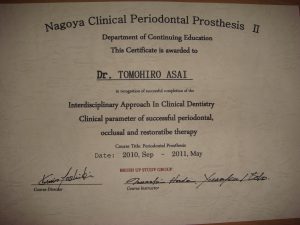 Nagoya Clinical Periodontal Prosthesis II
Department of Continuing Education
This Certificate is awarded to
Dr. TOMOHIRO ASAI
in recognition of successful completion of the
Interdisciplinary Approach In Clinical Dentistry
Clinical parameter of successful periodontal,
occlusal and restoratibe therapy
Course Title: Periodontal Prosthesis
Date: 2010, Sep - 2011, May
STUDY GROUP
Course Director
Course Instructor